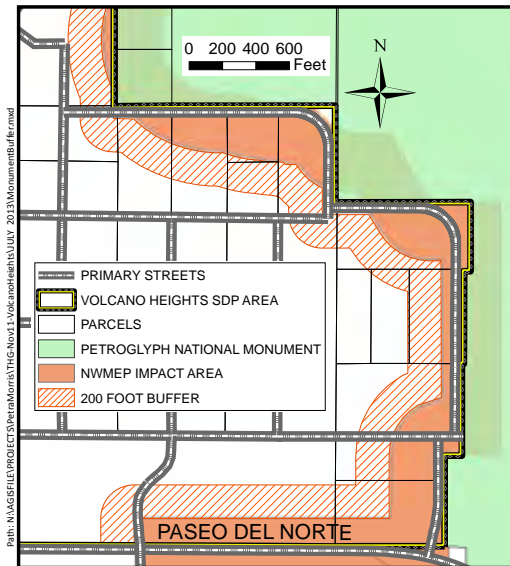 0 200 400 600
Feet
N
PRIMARY STREETS
VOLCANO HEIGHTS SDP AREA
PARCELS
PETROGLYPH NATIONAL MONUMENT
NWMEP IMPACT AREA
200 FOOT BUFFER
PASEO DEL NORTE
Path: N:\AGISFILE\PROJECTS\PetraMorris\THG-Nov11-VolcanoHeights\JULY_2013\MonumentBuffer.mxd